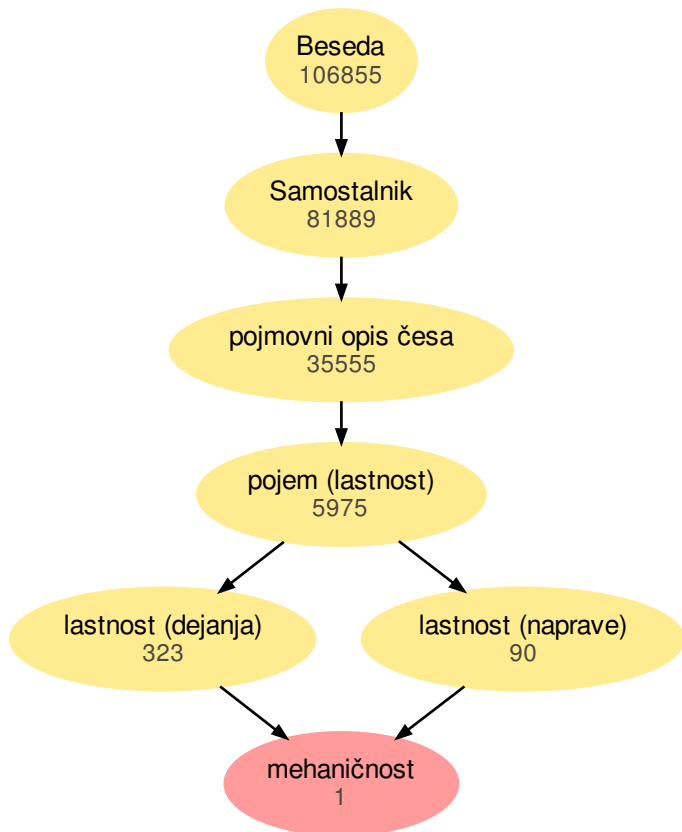 Beseda
106855
Samostalnik
81889
pojmovni opis česa
35555
pojem (lastnost)
5975
lastnost (dejanja)
323
lastnost (naprave)
90
mehaničnost
1